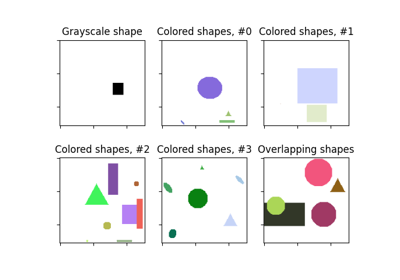 Grayscale shape
Colored shapes, #0
Colored shapes, #1
Colored shapes, #2
Colored shapes, #3
Overlapping shapes